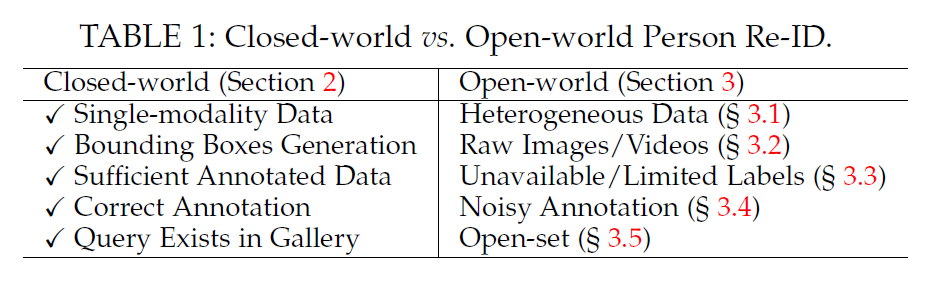 TABLE 1: Closed-world vs. Open-world Person Re-ID.
Closed-world (Section 2) Open-world (Section 3)
✓ Single-modality Data Heterogeneous Data (§ 3.1)
✓ Bounding Boxes Generation Raw Images/Videos (§ 3.2)
✓ Sufficient Annotated Data Unavailable/Limited Labels (§ 3.3)
✓ Correct Annotation Noisy Annotation (§ 3.4)
✓ Query Exists in Gallery Open-set (§ 3.5)